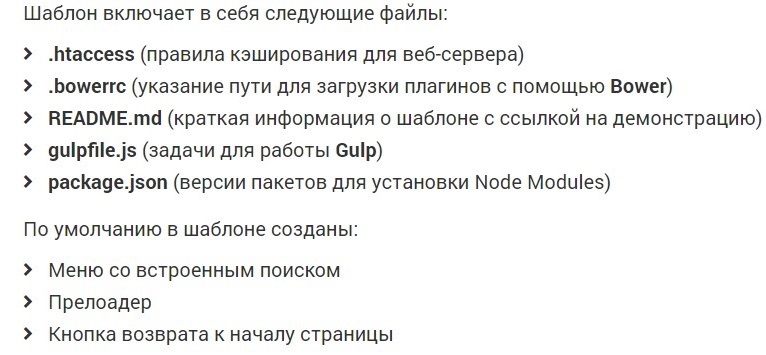 Шаблон включает в себя следующие файлы:
.htaccess (правила кэширования для веб-сервера)
.bowerrc (указание пути для загрузки плагинов с помощью Bower)
README.md (краткая информация о шаблоне с ссылкой на демонстрацию)
gulpfile.js (задачи для работы Gulp)
package.json (версии пакетов для установки Node Modules)
По умолчанию в шаблоне созданы:
Меню со встроенным поиском
Прелоадер
Кнопка возврата к началу страницы